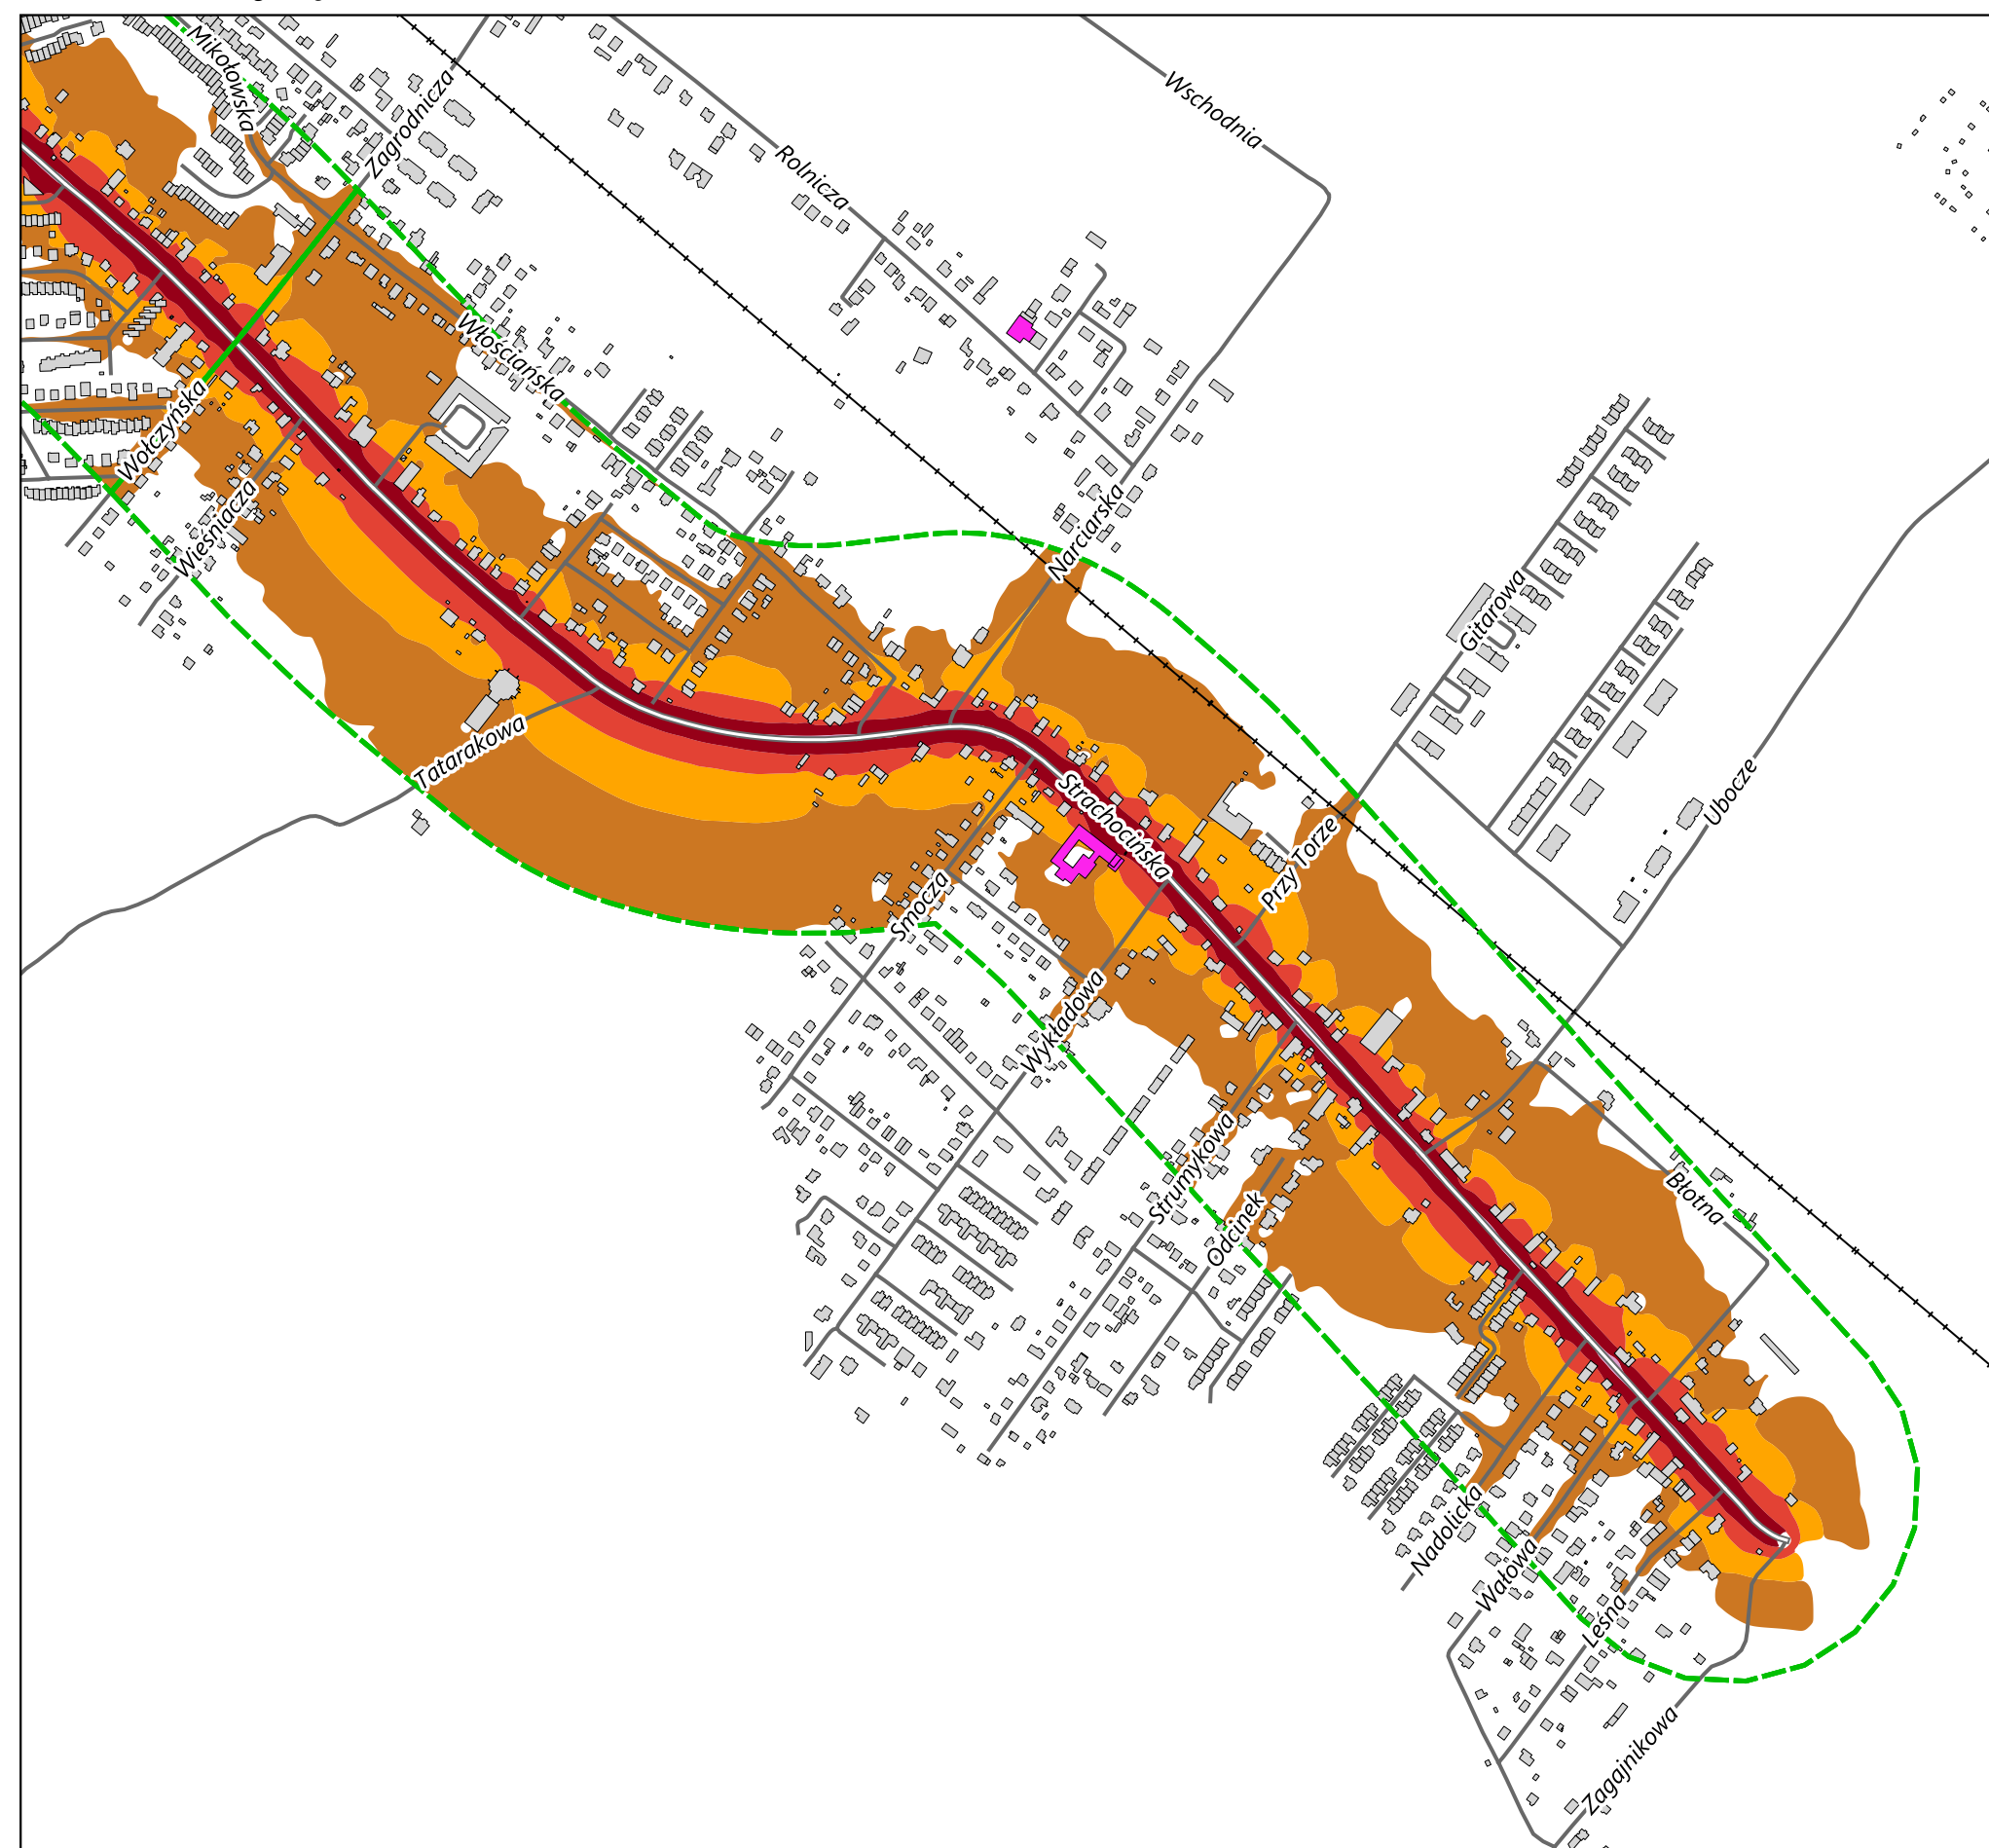 Mikołowska
Zagrodnicza
Wschodnia
Rolnicza
Włościańska
Wołczyńska
Wieśniacza
Narciarska
Gitarowa
Tatarakowa
Strachocińska
Ubocze
Przy Torze
Smocza
Wykładowa
Strumykowa
Odcinek
Błotna
Nadolicka
Wałowa
Leśna
Zagajnikowa